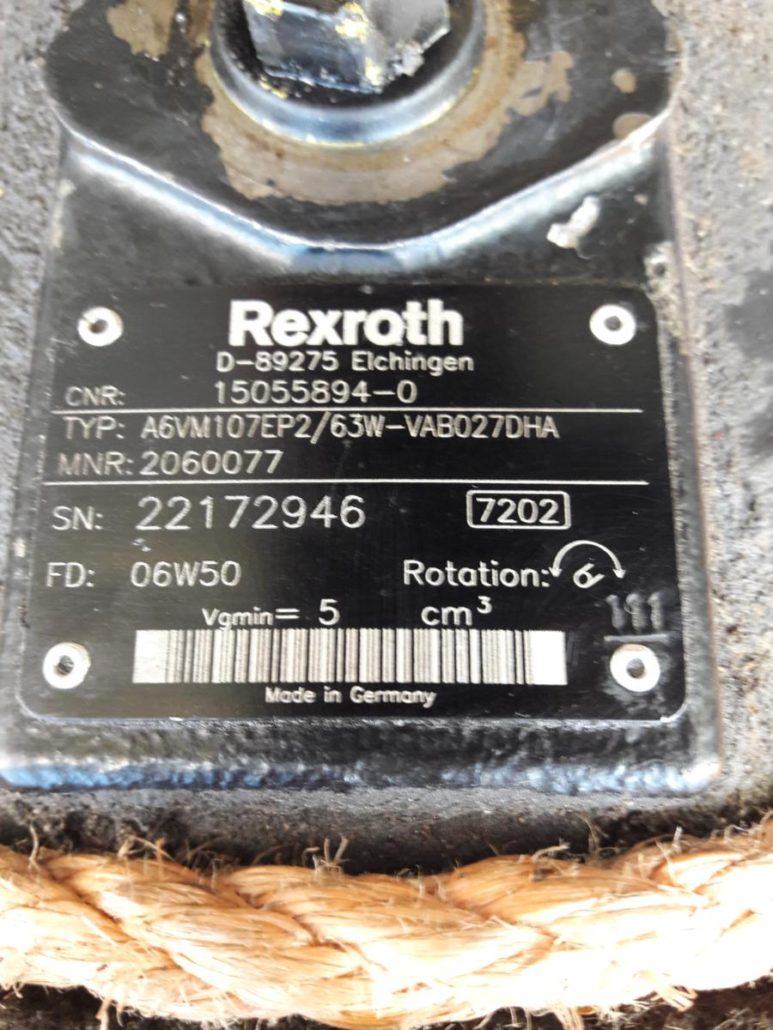 Rexroth
D-89275 Elchingen
CNR: 15055894-0
TYP: A6VM107EP2/63W-VAB027DHA
MNR: 2060077
SN: 22172946 7202
FD: 06W50 Rotation:
Vgmin= 5 cm³
Made in Germany